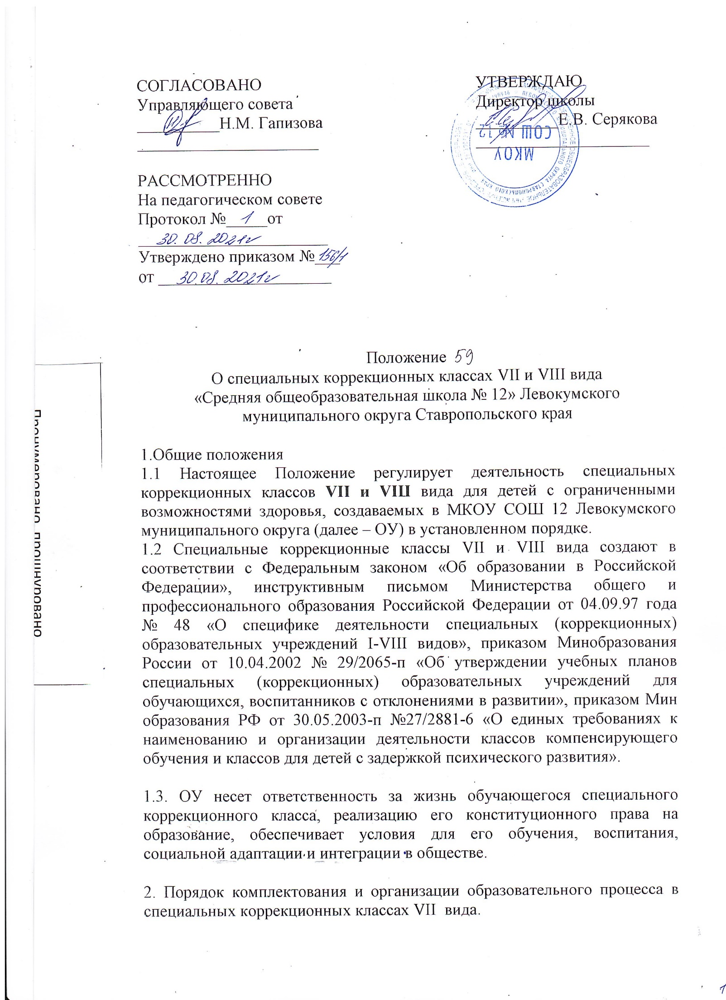 СОГЛАСОВАНО
Управляющего совета
Н.М. Гапизова
УТВЕРЖДАЮ
Директор школы
Е.В. Серякова
МКОУ
СОШ № 12
РАССМОТРЕННО
На педагогическом совете
Протокол № 1 от
30.08.2021г
Утверждено приказом № 156/1
от 30.08.2021г
Положение 59
О специальных коррекционных классах VII и VIII вида
«Средняя общеобразовательная школа № 12» Левокумского
муниципального округа Ставропольского края
1.Общие положения
1.1 Настоящее Положение регулирует деятельность специальных
коррекционных классов VII и VIII вида для детей с ограниченными
возможностями здоровья, создаваемых в МКОУ СОШ 12 Левокумского
муниципального округа (далее – ОУ) в установленном порядке.
1.2 Специальные коррекционные классы VII и VIII вида создают в
соответствии с Федеральным законом «Об образовании в Российской
Федерации», инструктивным письмом Министерства общего и
профессионального образования Российской Федерации от 04.09.97 года
№ 48 «О специфике деятельности специальных (коррекционных)
образовательных учреждений I-VIII видов», приказом Минобразования
России от 10.04.2002 № 29/2065-п «Об утверждении учебных планов
специальных (коррекционных) образовательных учреждений для
обучающихся, воспитанников с отклонениями в развитии», приказом Мин
образования РФ от 30.05.2003-п №27/2881-6 «О единых требованиях к
наименованию и организации деятельности классов компенсирующего
обучения и классов для детей с задержкой психического развития».
1.3. ОУ несет ответственность за жизнь обучающегося специального
коррекционного класса, реализацию его конституционного права на
образование, обеспечивает условия для его обучения, воспитания,
социальной адаптации и интеграции в обществе.
2. Порядок комплектования и организации образовательного процесса в
специальных коррекционных классах VII вида.
Пронумеровано, прошнуровано
1